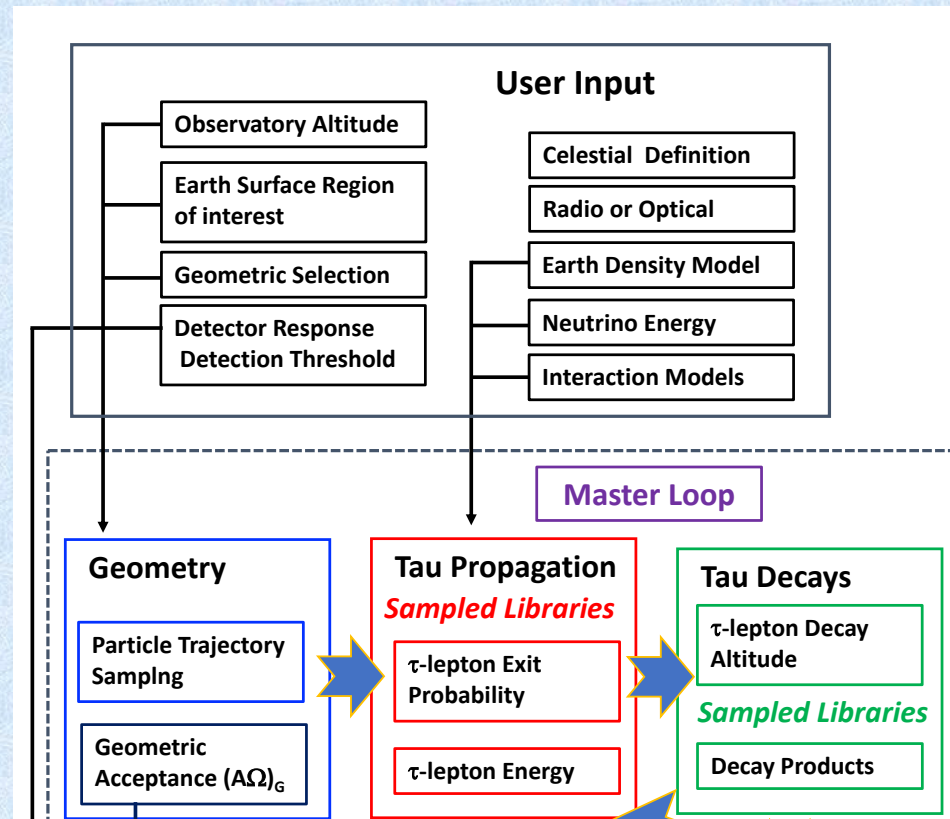 User Input
Observatory Altitude
Earth Surface Region
of interest
Geometric Selection
Detector Response
Detection Threshold
Celestial Definition
Radio or Optical
Earth Density Model
Neutrino Energy
Interaction Models
Master Loop
Geometry
Particle Trajectory
Samplng
Geometric
Acceptance (AΩ)G
Tau Propagation
Sampled Libraries
τ-lepton Exit
Probability
τ-lepton Energy
Tau Decays
τ-lepton Decay
Altitude
Sampled Libraries
Decay Products